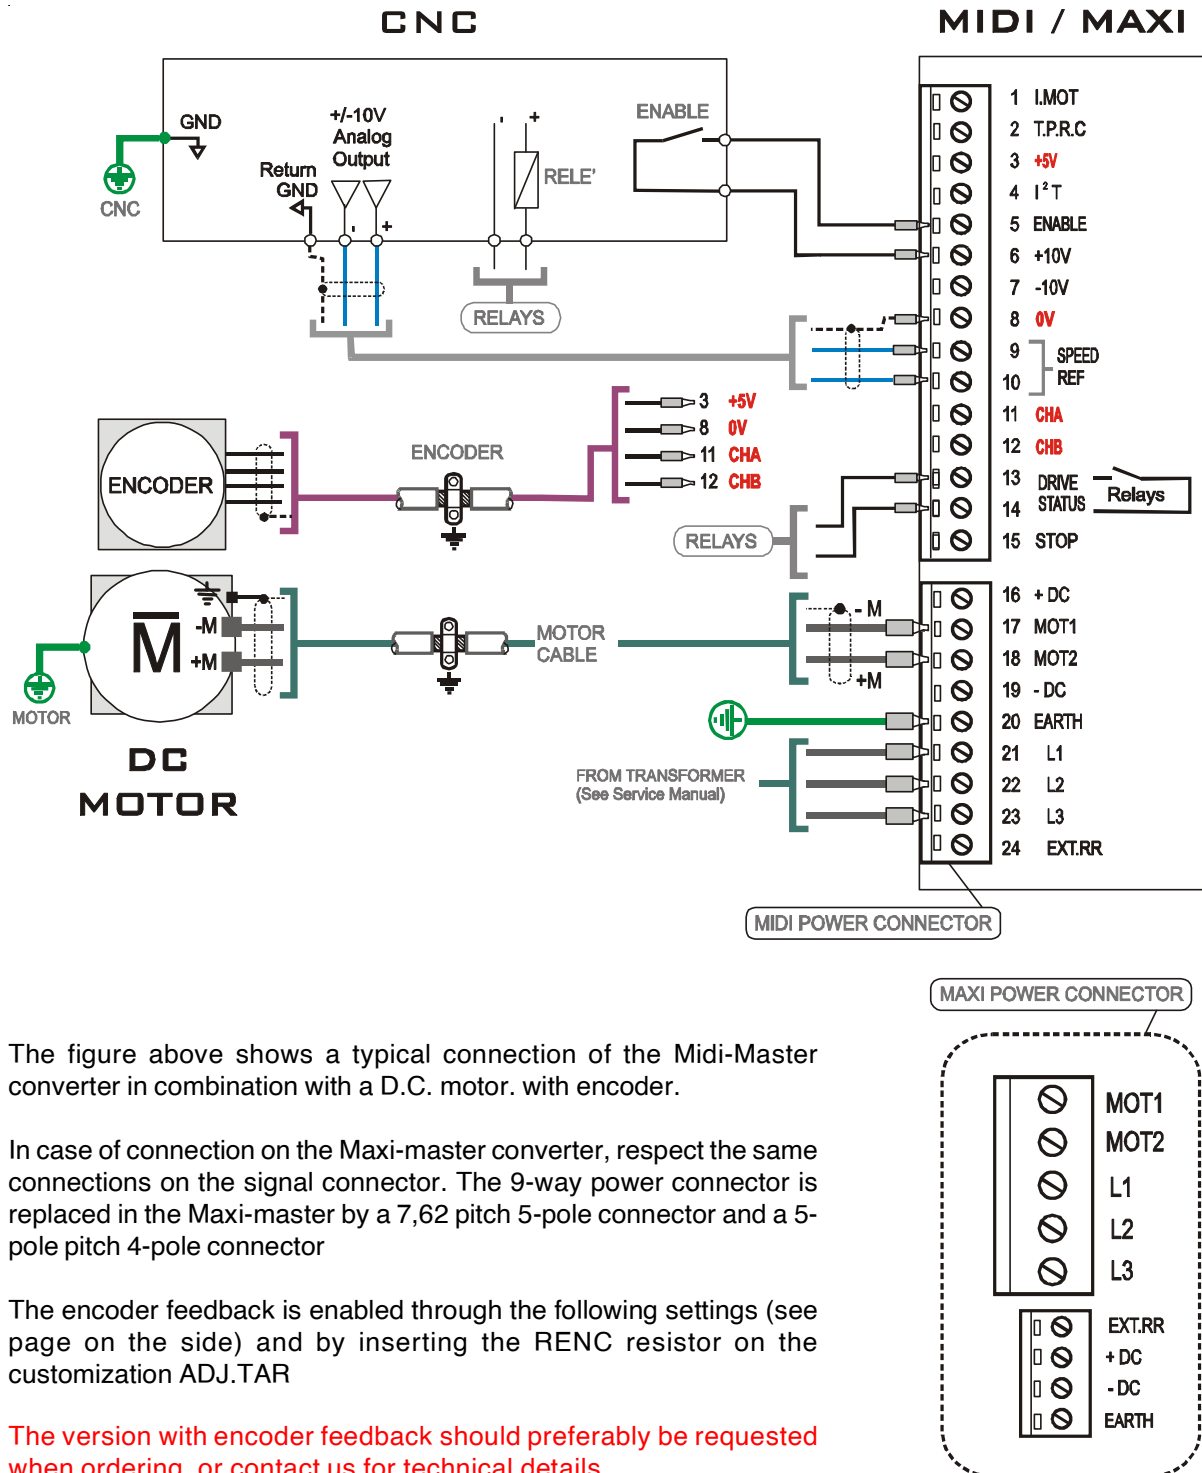 CNC
MIDI / MAXI
GND
+/-10V
Analog
Output
Return
GND
- +
RELE'
ENABLE
CNC
- +
RELAYS
1 I.MOT
2 T.P.R.C
3 +5V
4 I²T
5 ENABLE
6 +10V
7 -10V
8 0V
9 SPEED
10 REF
11 CHA
12 CHB
13 DRIVE
14 STATUS
Relays
15 STOP
ENCODER
ENCODER
3 +5V
8 0V
11 CHA
12 CHB
RELAYS
M
-M
+M
MOTOR
DC
MOTOR
MOTOR
CABLE
- M
+M
FROM TRANSFORMER
(See Service Manual)
16 + DC
17 MOT1
18 MOT2
19 - DC
20 EARTH
21 L1
22 L2
23 L3
24 EXT.RR
MIDI POWER CONNECTOR
MAXI POWER CONNECTOR
MOT1
MOT2
L1
L2
L3
EXT.RR
+ DC
- DC
EARTH
The figure above shows a typical connection of the Midi-Master
converter in combination with a D.C. motor. with encoder.
In case of connection on the Maxi-master converter, respect the same
connections on the signal connector. The 9-way power connector is
replaced in the Maxi-master by a 7,62 pitch 5-pole connector and a 5-
pole pitch 4-pole connector
The encoder feedback is enabled through the following settings (see
page on the side) and by inserting the RENC resistor on the
customization ADJ.TAR
The version with encoder feedback should preferably be requested
when ordering, or contact us for technical details